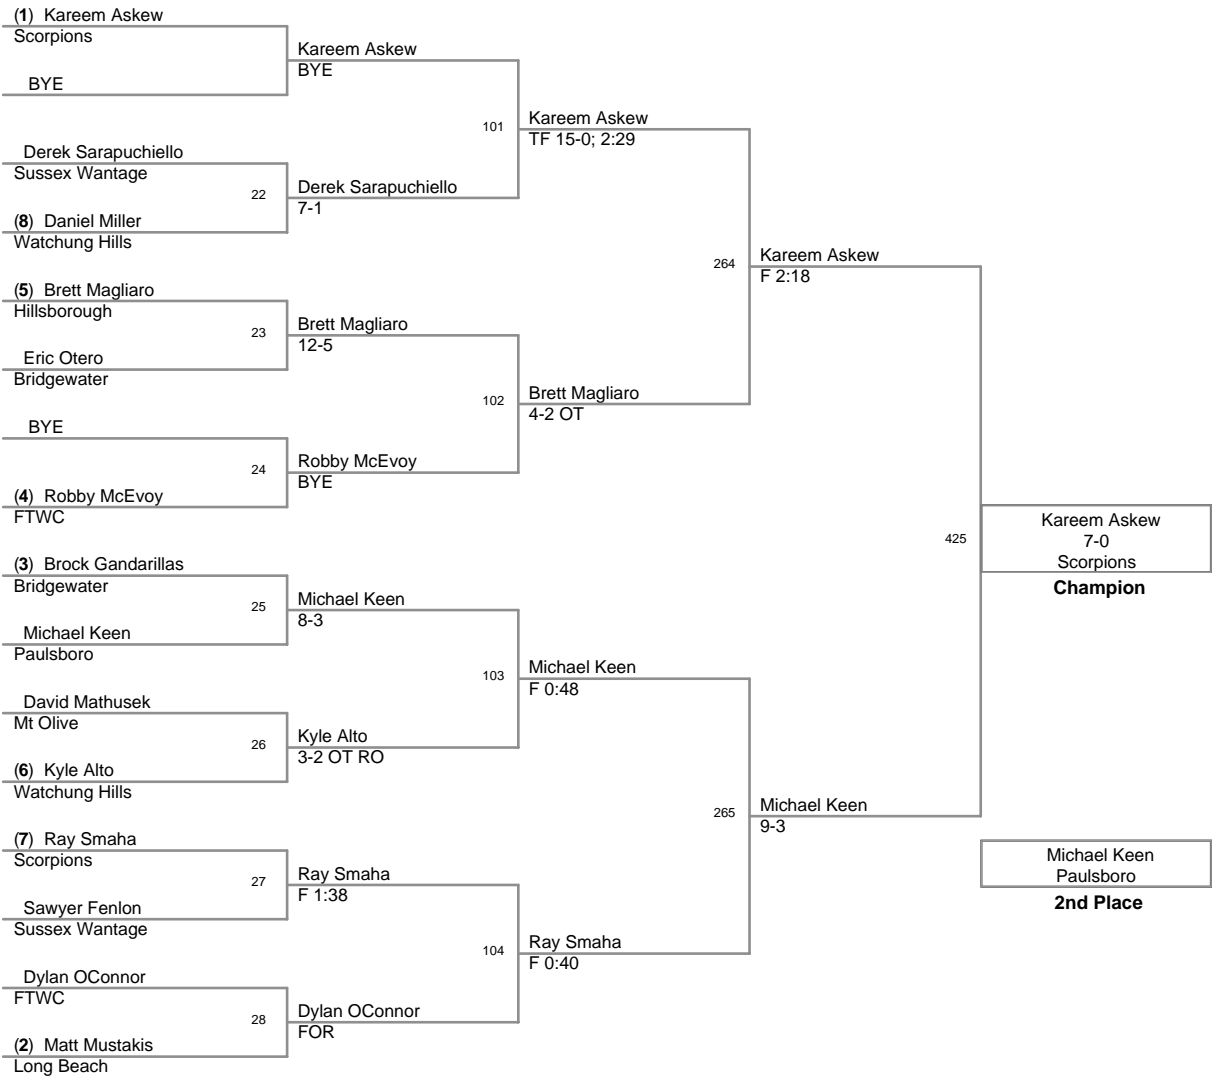 (1) Kareem Askew
Scorpions
BYE
Derek Sarapuchiello
Sussex Wantage
22
(8) Daniel Miller
Watchung Hills
(5) Brett Magliaro
Hillsborough
23
Eric Otero
Bridgewater
BYE
24
(4) Robby McEvoy
FTWC
(3) Brock Gandarillas
Bridgewater
25
Michael Keen
Paulsboro
David Mathusek
Mt Olive
26
(6) Kyle Alto
Watchung Hills
(7) Ray Smaha
Scorpions
27
Sawyer Fenlon
Sussex Wantage
Dylan OConnor
FTWC
28
(2) Matt Mustakis
Long Beach
Kareem Askew
BYE
101
Derek Sarapuchiello
7-1
Brett Magliaro
12-5
102
Robby McEvoy
BYE
Michael Keen
8-3
103
Kyle Alto
3-2 OT RO
Ray Smaha
F 1:38
104
Dylan OConnor
FOR
Kareem Askew
TF 15-0; 2:29
264
Brett Magliaro
4-2 OT
Michael Keen
F 0:48
265
Ray Smaha
F 0:40
Kareem Askew
F 2:18
425
Michael Keen
9-3
Kareem Askew
7-0
Scorpions
Champion
Michael Keen
Paulsboro
2nd Place